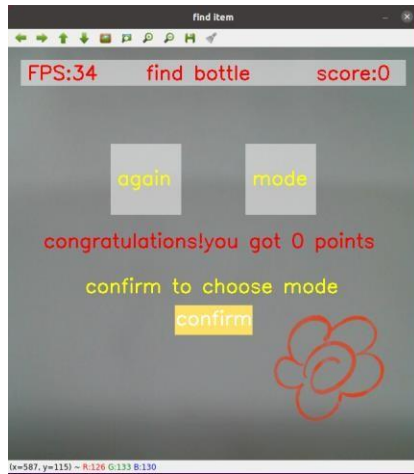 find item
FPS:34 find bottle score:0
again mode
congratulations!you got 0 points
confirm to choose mode
confirm
(x=587, y=115) ~ R:126 G:133 B:130